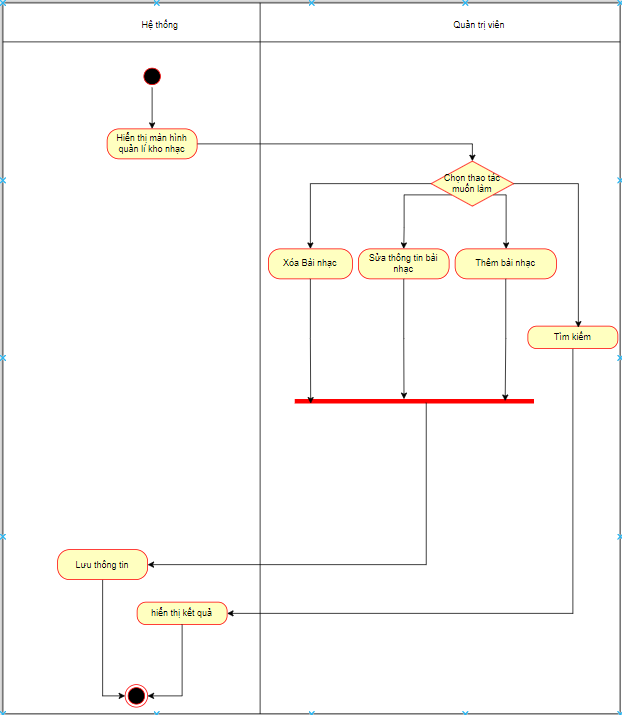 Hệ thống
Quản trị viên
Hiển thị màn hình
quản lí kho nhạc
Chọn thao tác
muốn làm
Xóa Bài nhạc
Sửa thông tin bài
nhạc
Thêm bài nhạc
Tìm kiếm
Lưu thông tin
hiển thị kết quả